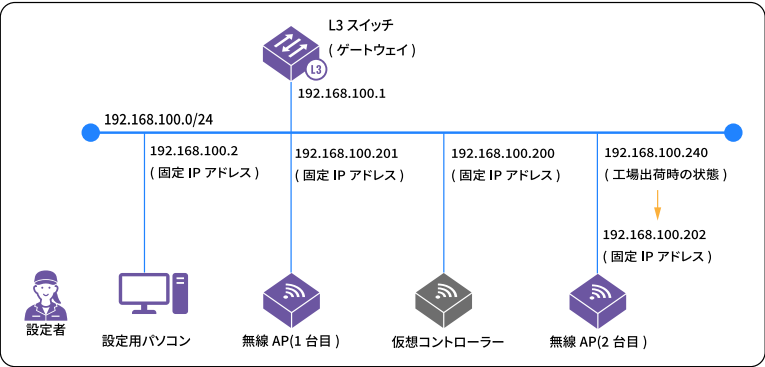 L3 スイッチ
( ゲートウェイ )
L3
192.168.100.1
192.168.100.0/24
192.168.100.2
( 固定 IP アドレス )
192.168.100.201
( 固定 IP アドレス )
192.168.100.200
( 固定 IP アドレス )
192.168.100.240
( 工場出荷時の状態 )
192.168.100.202
( 固定 IP アドレス )
設定者
設定用パソコン
無線 AP(1 台目 )
仮想コントローラー
無線 AP(2 台目 )